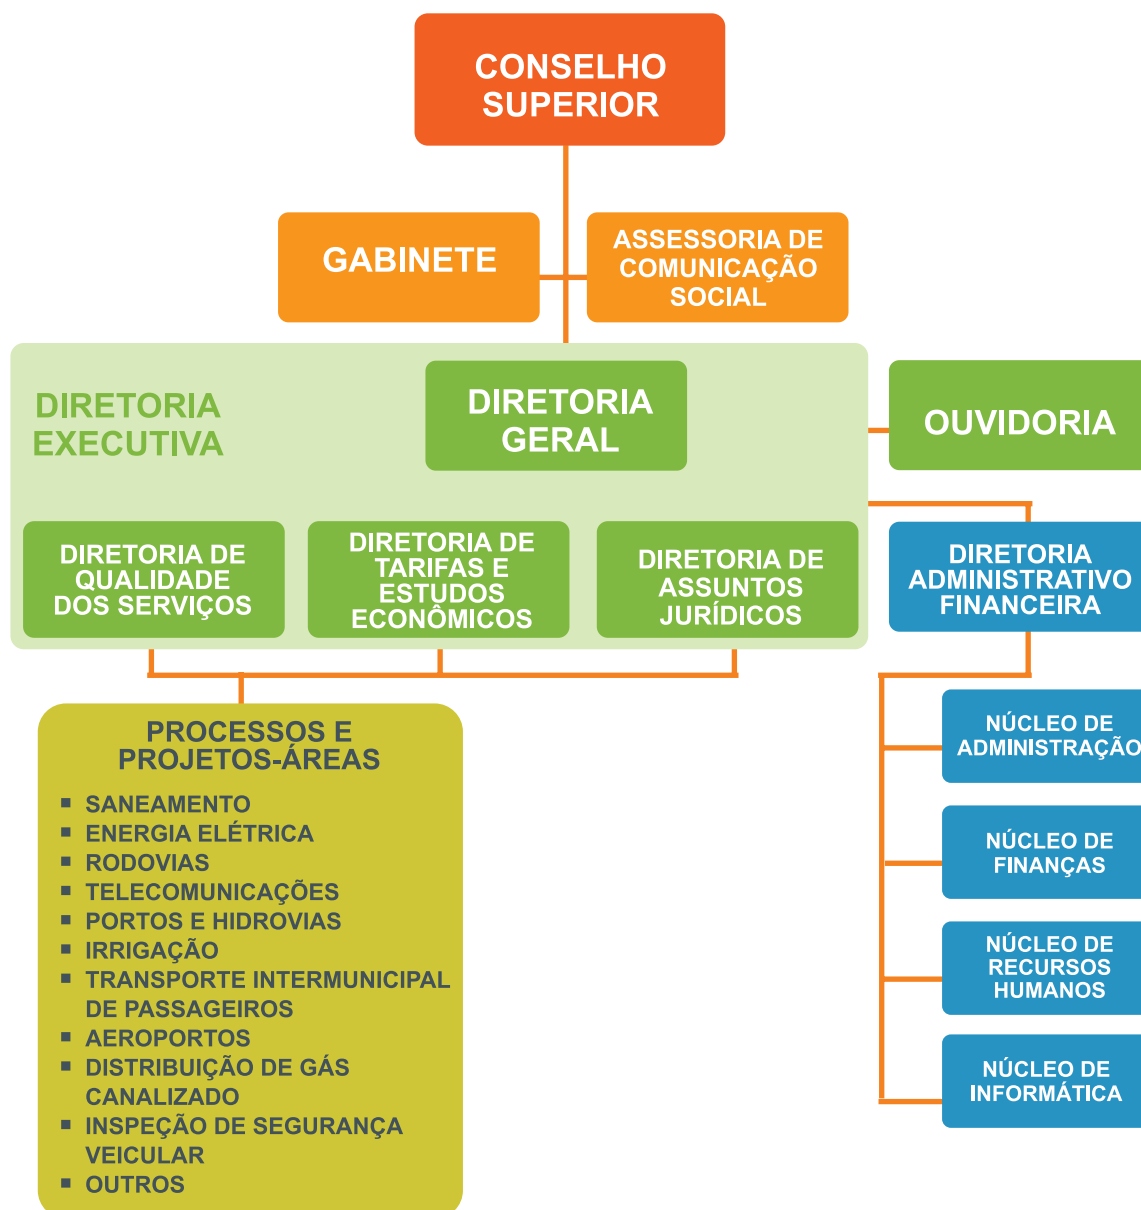 CONSELHO
SUPERIOR
GABINETE
ASSESSORIA DE
COMUNICAÇÃO
SOCIAL
DIRETORIA
EXECUTIVA
DIRETORIA
GERAL
OUVIDORIA
DIRETORIA DE
QUALIDADE
DOS SERVIÇOS
DIRETORIA DE
TARIFAS E
ESTUDOS
ECONÔMICOS
DIRETORIA DE
ASSUNTOS
JURÍDICOS
DIRETORIA
ADMINISTRATIVO
FINANCEIRA
PROCESSOS E
PROJETOS-ÁREAS
▪ SANEAMENTO
▪ ENERGIA ELÉTRICA
▪ RODOVIAS
▪ TELECOMUNICAÇÕES
▪ PORTOS E HIDROVIAS
▪ IRRIGAÇÃO
▪ TRANSPORTE INTERMUNICIPAL
DE PASSAGEIROS
▪ AEROPORTOS
▪ DISTRIBUIÇÃO DE GÁS
CANALIZADO
▪ INSPEÇÃO DE SEGURANÇA
VEICULAR
▪ OUTROS
NÚCLEO DE
ADMINISTRAÇÃO
NÚCLEO DE
FINANÇAS
NÚCLEO DE
RECURSOS
HUMANOS
NÚCLEO DE
INFORMÁTICA